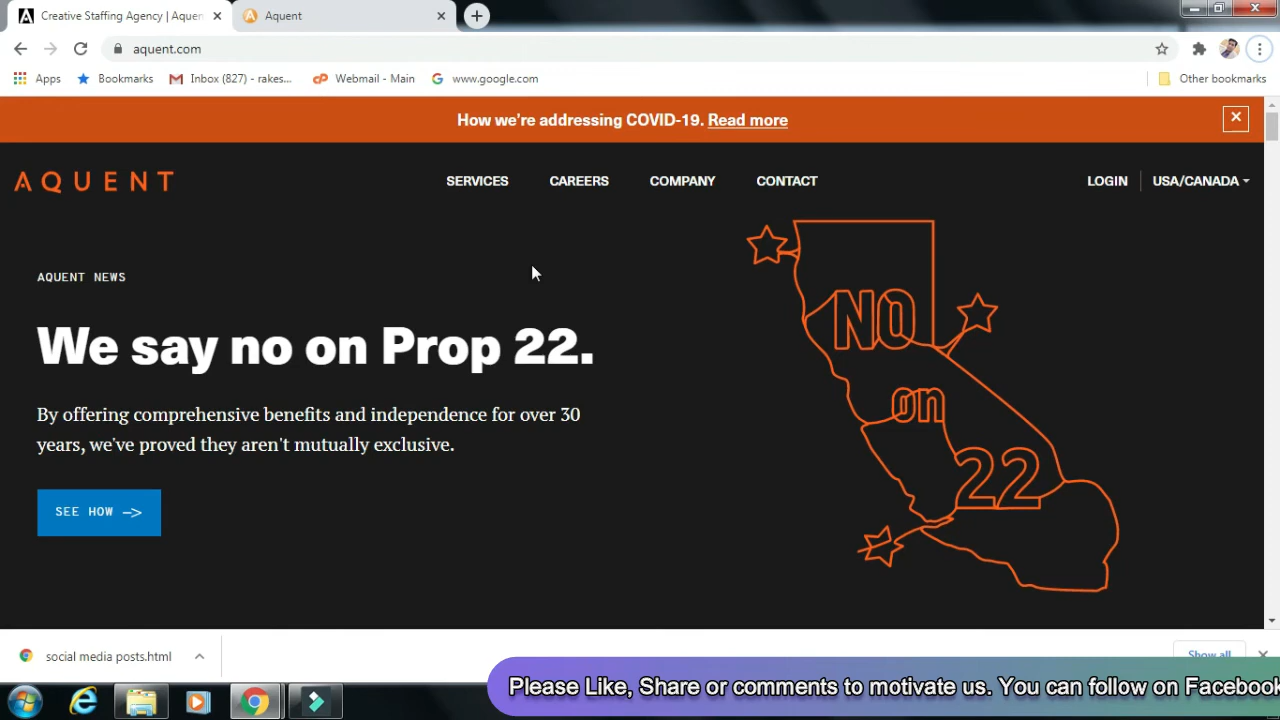 Creative Staffing Agency | Aquen
Aquent
aquent.com
Apps
Bookmarks
Inbox (827) - rakes...
Webmail - Main
www.google.com
Other bookmarks
How we're addressing COVID-19. Read more
AQUENT
SERVICES
CAREERS
COMPANY
CONTACT
LOGIN
USA/CANADA
AQUENT NEWS
We say no on Prop 22.
By offering comprehensive benefits and independence for over 30
years, we've proved they aren't mutually exclusive.
SEE HOW
NO
on
22
social media posts.html
Show all
Please Like, Share or comments to motivate us. You can follow on Facebook